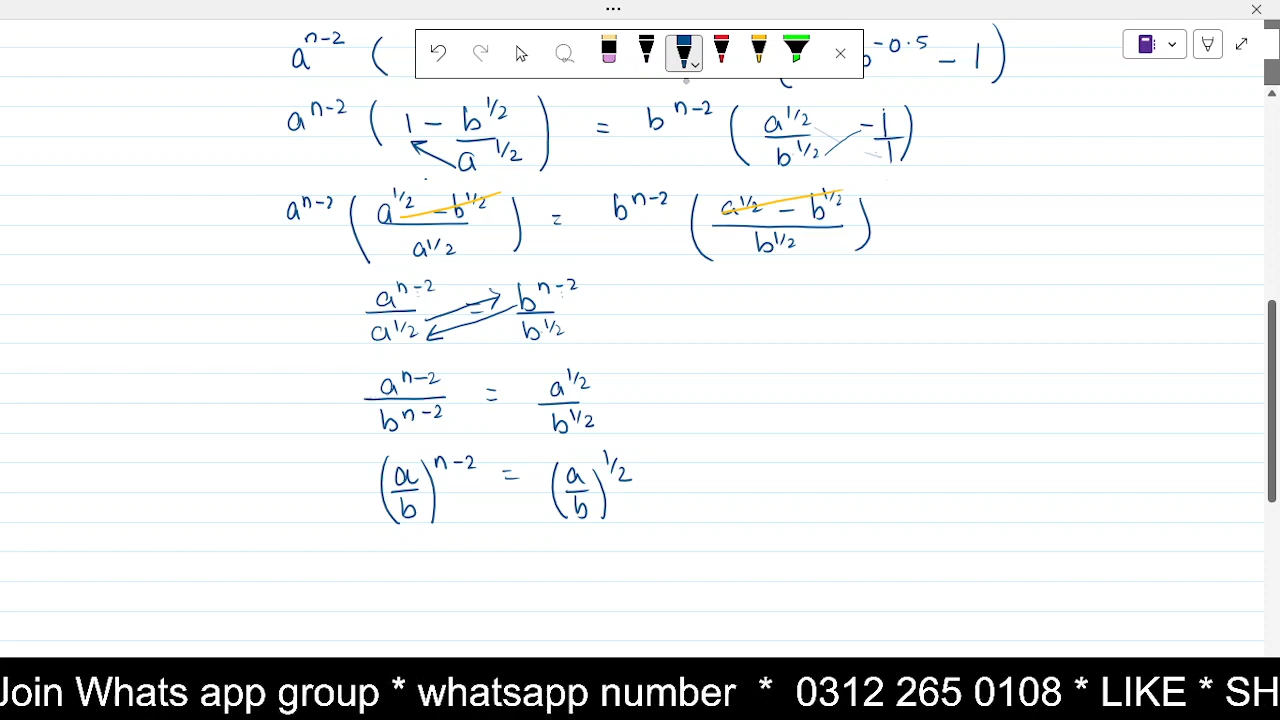 a^{n-2} ( b^{-0.5} - 1 )
a^{n-2} ( 1 - b^{1/2} / a^{1/2} ) = b^{n-2} ( a^{1/2} / b^{1/2} - 1/1 )
a^{n-2} ( (a^{1/2} - b^{1/2}) / a^{1/2} ) = b^{n-2} ( (a^{1/2} - b^{1/2}) / b^{1/2} )
a^{n-2} / a^{1/2} = b^{n-2} / b^{1/2}
a^{n-2} / b^{n-2} = a^{1/2} / b^{1/2}
(a/b)^{n-2} = (a/b)^{1/2}
Join Whats app group * whatsapp number * 0312 265 0108 * LIKE * SH